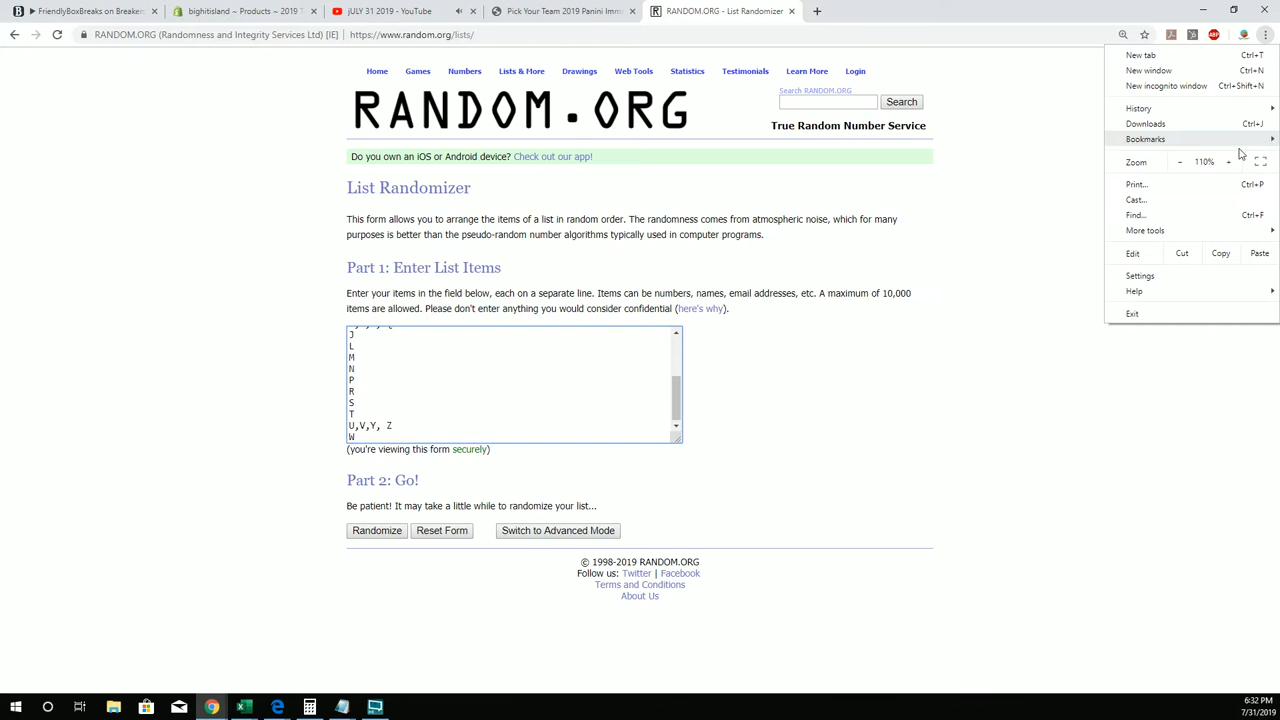 FriendlyBoxBreaks on Breaker
bighitisland ~ Products ~ 2019 T
jULY 31 2019 - YouTube
Pick Your Team 2019 Panini Imm
RANDOM.ORG - List Randomizer
RANDOM.ORG (Randomness and Integrity Services Ltd) [IE]
https://www.random.org/lists/
ABP
New tab Ctrl+T
New window Ctrl+N
New incognito window Ctrl+Shift+N
History
Downloads Ctrl+J
Bookmarks
Zoom - 110% +
Print... Ctrl+P
Cast...
Find... Ctrl+F
More tools
Edit Cut Copy Paste
Settings
Help
Exit
Home Games Numbers Lists & More Drawings Web Tools Statistics Testimonials Learn More Login
RANDOM.ORG
Search RANDOM.ORG
Search
True Random Number Service
Do you own an iOS or Android device? Check out our app!
List Randomizer
This form allows you to arrange the items of a list in random order. The randomness comes from atmospheric noise, which for many
purposes is better than the pseudo-random number algorithms typically used in computer programs.
Part 1: Enter List Items
Enter your items in the field below, each on a separate line. Items can be numbers, names, email addresses, etc. A maximum of 10,000
items are allowed. Please don't enter anything you would consider confidential (here's why).
J
L
M
N
P
R
S
T
U,V,Y, Z
W
(you're viewing this form securely)
Part 2: Go!
Be patient! It may take a little while to randomize your list...
Randomize Reset Form Switch to Advanced Mode
© 1998-2019 RANDOM.ORG
Follow us: Twitter | Facebook
Terms and Conditions
About Us
6:32 PM
7/31/2019